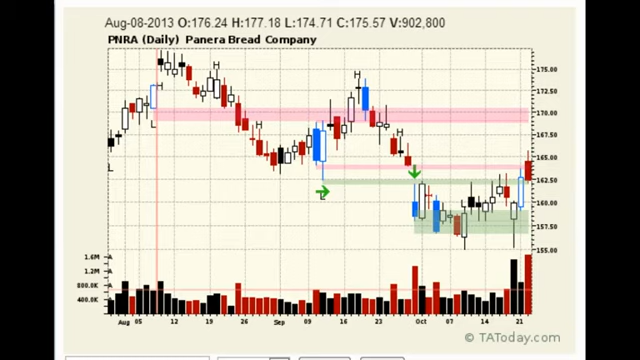 Aug-08-2013 O:176.24 H:177.18 L:174.71 C:175.57 V:902,800
PNRA (Daily) Panera Bread Company
175.00
172.50
170.00
167.50
165.00
162.50
160.00
157.50
155.00
H
H
H
H
H
H
L
L
L
1.6M
1.2M
800.0K
400.0K
Aug 05 12 19 26 Sep 09 16 23 Oct 07 14 21
© TAToday.com